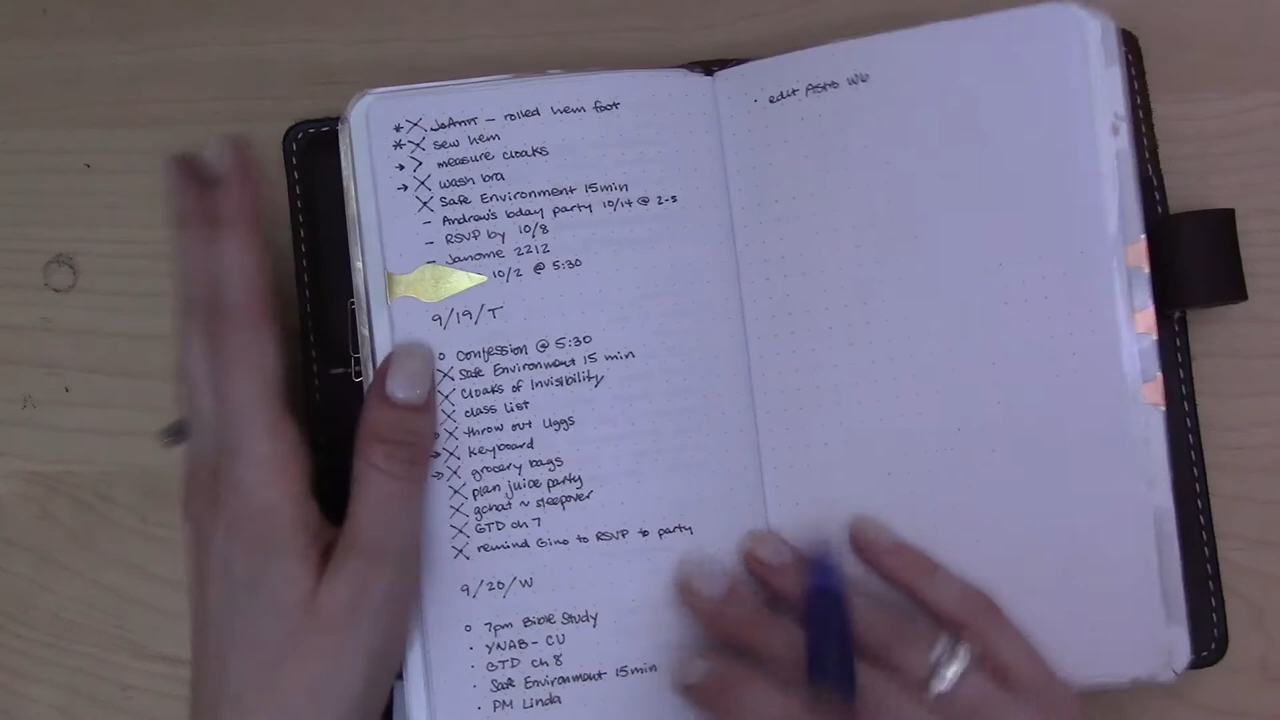 * X JoAnn – rolled hem foot
* X sew hem
→ > measure cloaks
→ X wash bra
X Safe Environment 15min
– Andrew's bday party 10/14 @ 2-5
– RSVP by 10/8
– Janome 2212
10/2 @ 5:30
9/19/T
o Confession @ 5:30
X Safe Environment 15 min
X Cloaks of Invisibility
X class list
X throw out Uggs
→ X keyboard
→ X grocery bags
X plan juice party
X gchat ~ sleepover
X GTD ch 7
X remind Gino to RSVP to party
9/20/W
o 7pm Bible Study
· YNAB – CU
· GTD ch 8
· Safe Environment 15min
· PM Linda
· edit Astro W6